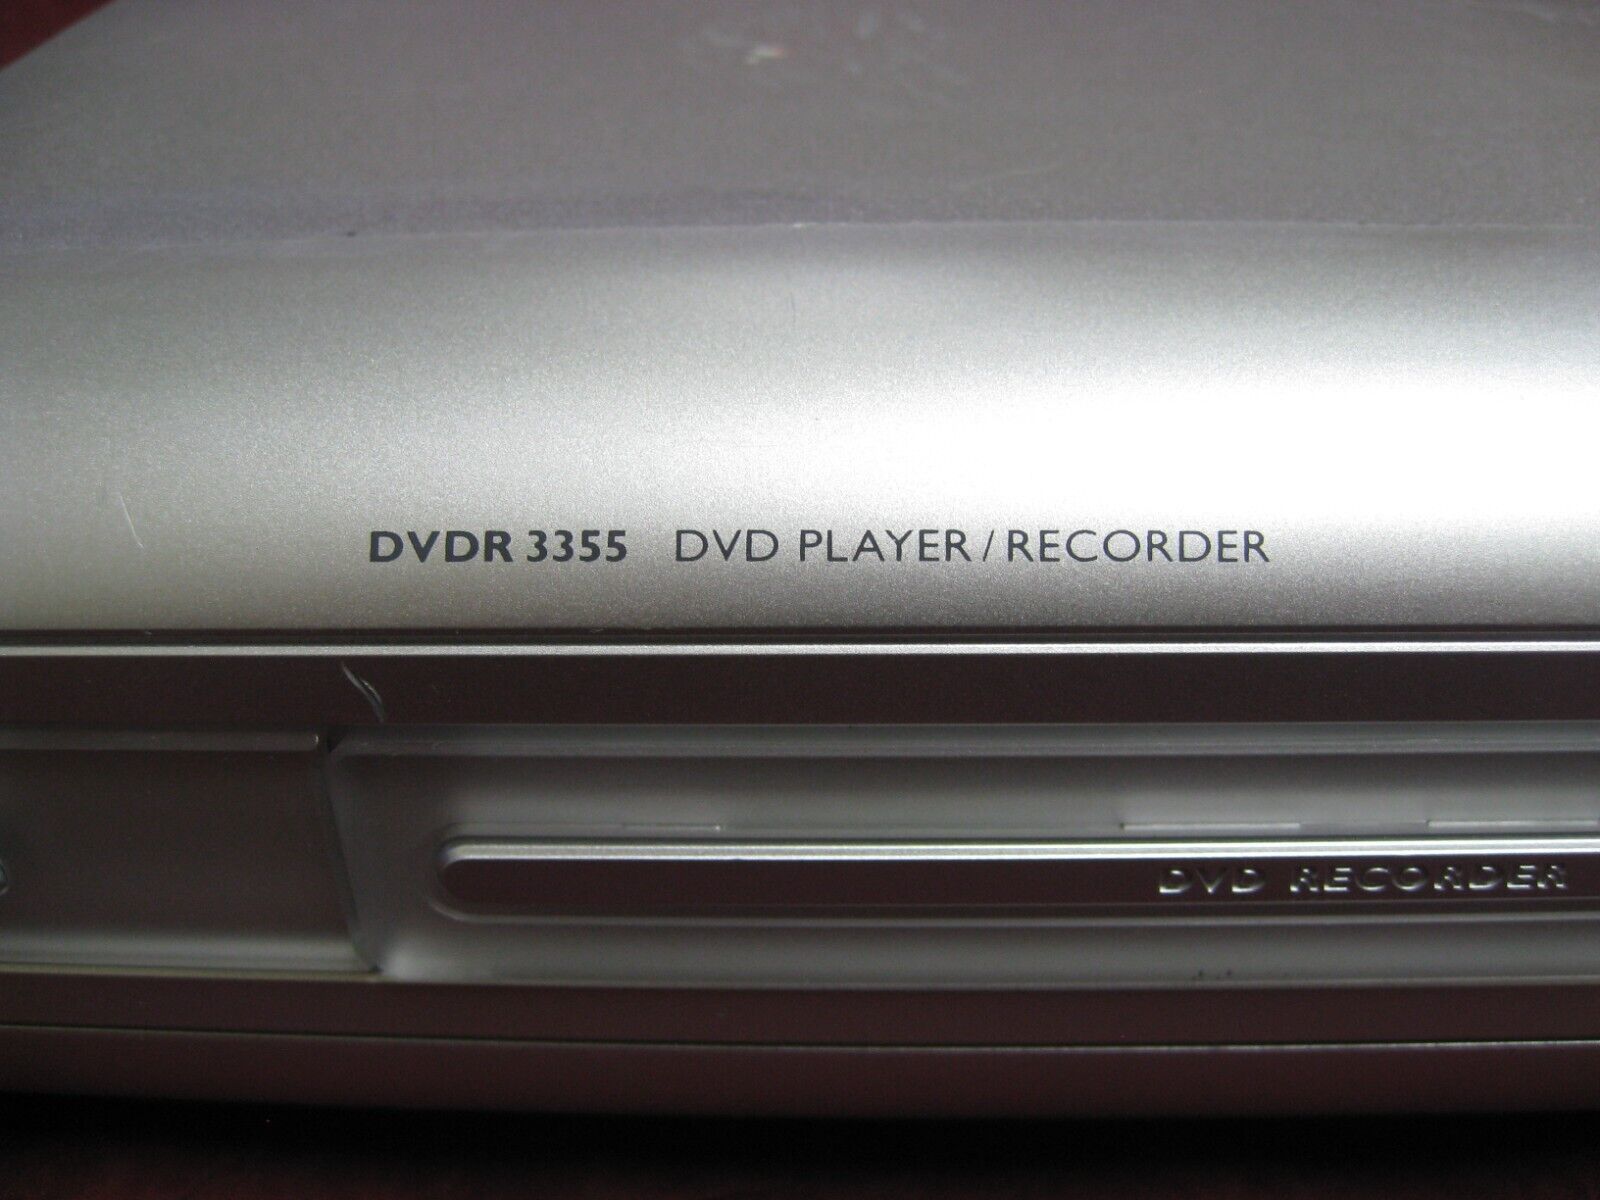 DVDR 3355 DVD PLAYER / RECORDER
DVD RECORDER